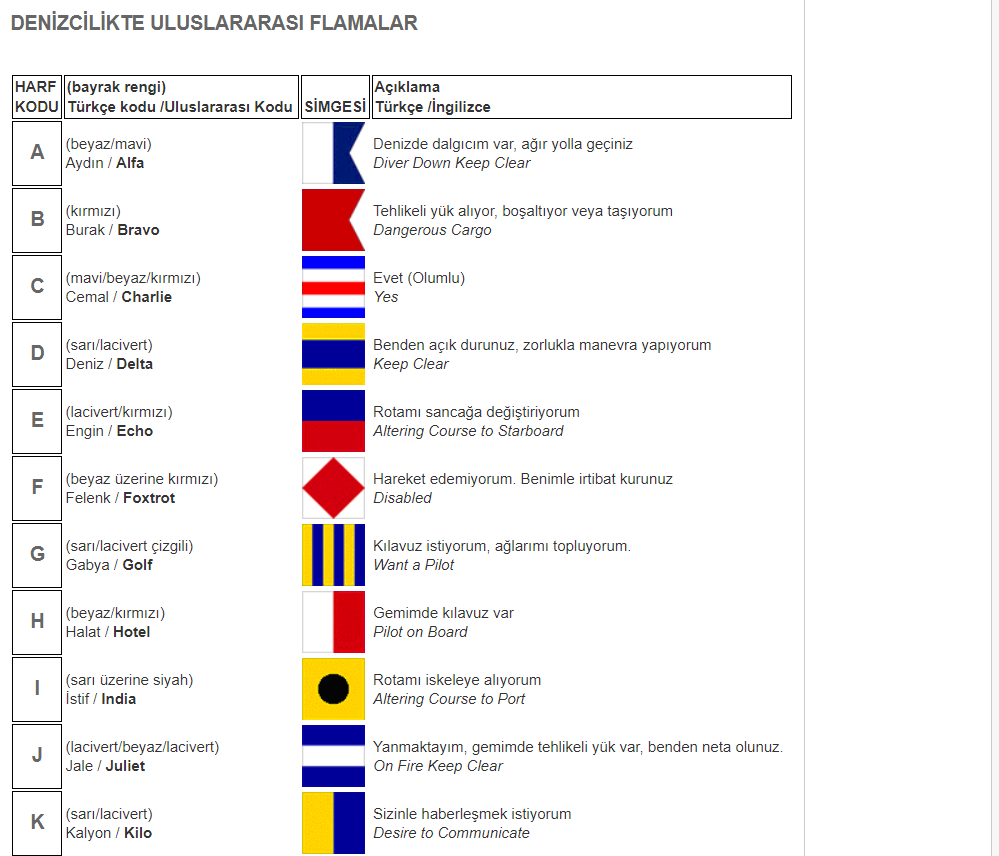 DENİZCİLİKTE ULUSLARARASI FLAMALAR
HARF KODU
(bayrak rengi)
Türkçe kodu /Uluslararası Kodu
SİMGESİ
Açıklama
Türkçe /İngilizce
A
(beyaz/mavi)
Aydın / Alfa
Denizde dalgıcım var, ağır yolla geçiniz
Diver Down Keep Clear
B
(kırmızı)
Burak / Bravo
Tehlikeli yük alıyor, boşaltıyor veya taşıyorum
Dangerous Cargo
C
(mavi/beyaz/kırmızı)
Cemal / Charlie
Evet (Olumlu)
Yes
D
(sarı/lacivert)
Deniz / Delta
Benden açık durunuz, zorlukla manevra yapıyorum
Keep Clear
E
(lacivert/kırmızı)
Engin / Echo
Rotamı sancağa değiştiriyorum
Altering Course to Starboard
F
(beyaz üzerine kırmızı)
Felenk / Foxtrot
Hareket edemiyorum. Benimle irtibat kurunuz
Disabled
G
(sarı/lacivert çizgili)
Gabya / Golf
Kılavuz istiyorum, ağlarımı topluyorum.
Want a Pilot
H
(beyaz/kırmızı)
Halat / Hotel
Gemimde kılavuz var
Pilot on Board
I
(sarı üzerine siyah)
İstif / India
Rotamı iskeleye alıyorum
Altering Course to Port
J
(lacivert/beyaz/lacivert)
Jale / Juliet
Yanmaktayım, gemimde tehlikeli yük var, benden neta olunuz.
On Fire Keep Clear
K
(sarı/lacivert)
Kalyon / Kilo
Sizinle haberleşmek istiyorum
Desire to Communicate